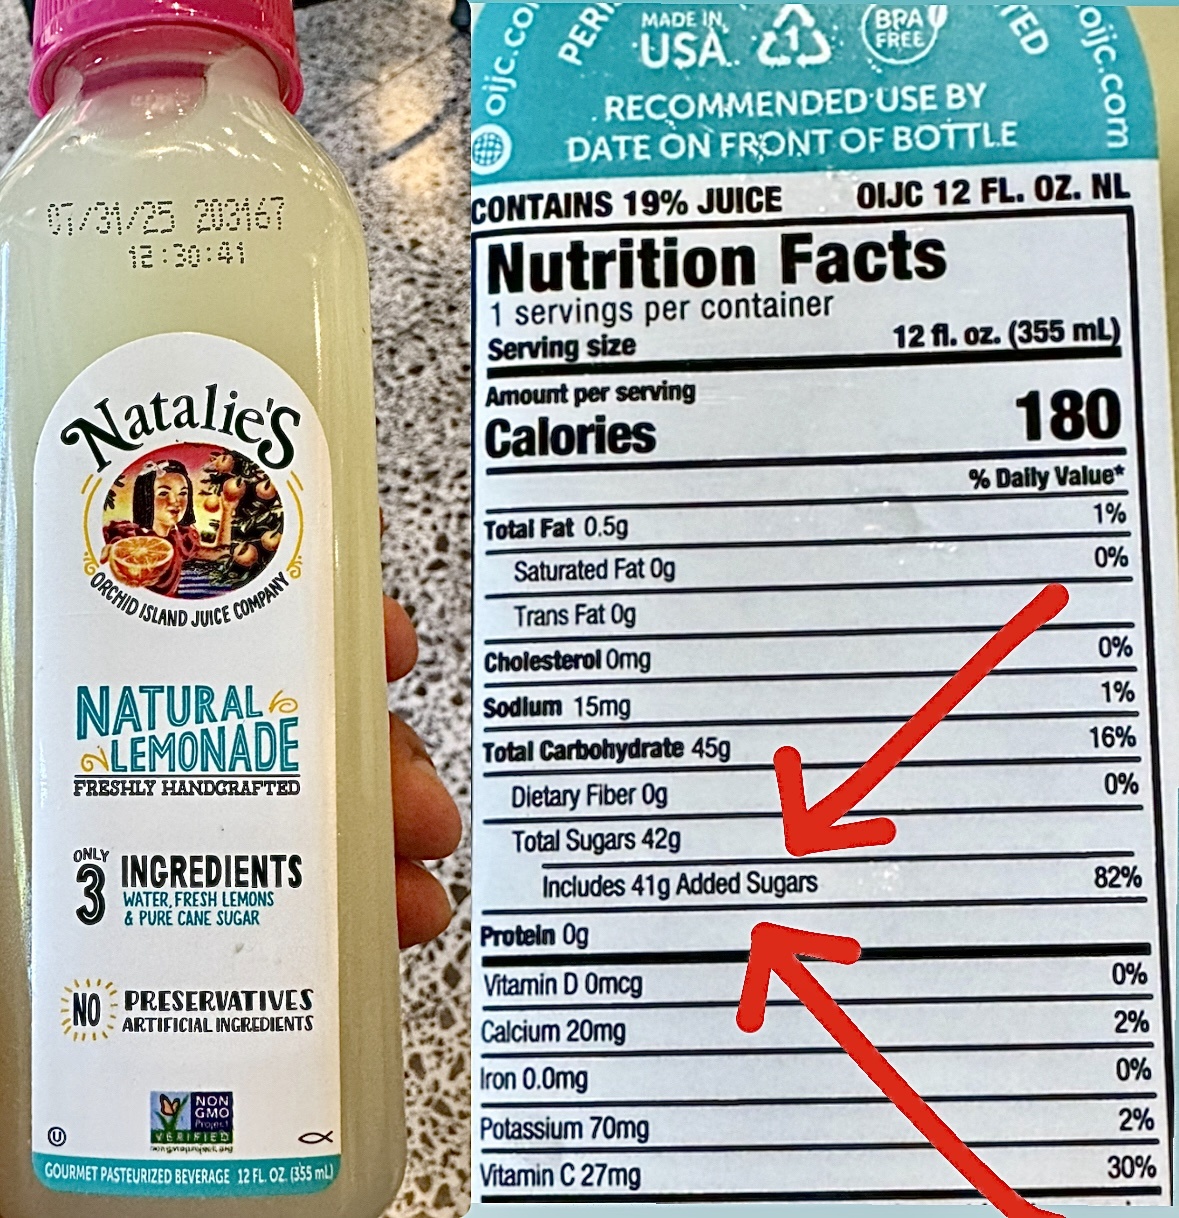 07/31/25 203167
12:30:41
Natalie's
ORCHID ISLAND JUICE COMPANY
NATURAL
LEMONADE
FRESHLY HANDCRAFTED
ONLY
3 INGREDIENTS
WATER, FRESH LEMONS
& PURE CANE SUGAR
NO PRESERVATIVES
ARTIFICIAL INGREDIENTS
NON
GMO
Project
VERIFIED
U
GOURMET PASTEURIZED BEVERAGE 12 FL. OZ. (355 mL)
oijc.co
PERF
MADE IN
USA
1
BPA
FREE
TED
oijc.com
RECOMMENDED USE BY
DATE ON FRONT OF BOTTLE
CONTAINS 19% JUICE OIJC 12 FL. OZ. NL
Nutrition Facts
1 servings per container
Serving size 12 fl. oz. (355 mL)
Amount per serving
Calories 180
% Daily Value*
Total Fat 0.5g 1%
Saturated Fat 0g 0%
Trans Fat 0g
Cholesterol 0mg 0%
Sodium 15mg 1%
Total Carbohydrate 45g 16%
Dietary Fiber 0g 0%
Total Sugars 42g
Includes 41g Added Sugars 82%
Protein 0g
Vitamin D 0mcg 0%
Calcium 20mg 2%
Iron 0.0mg 0%
Potassium 70mg 2%
Vitamin C 27mg 30%